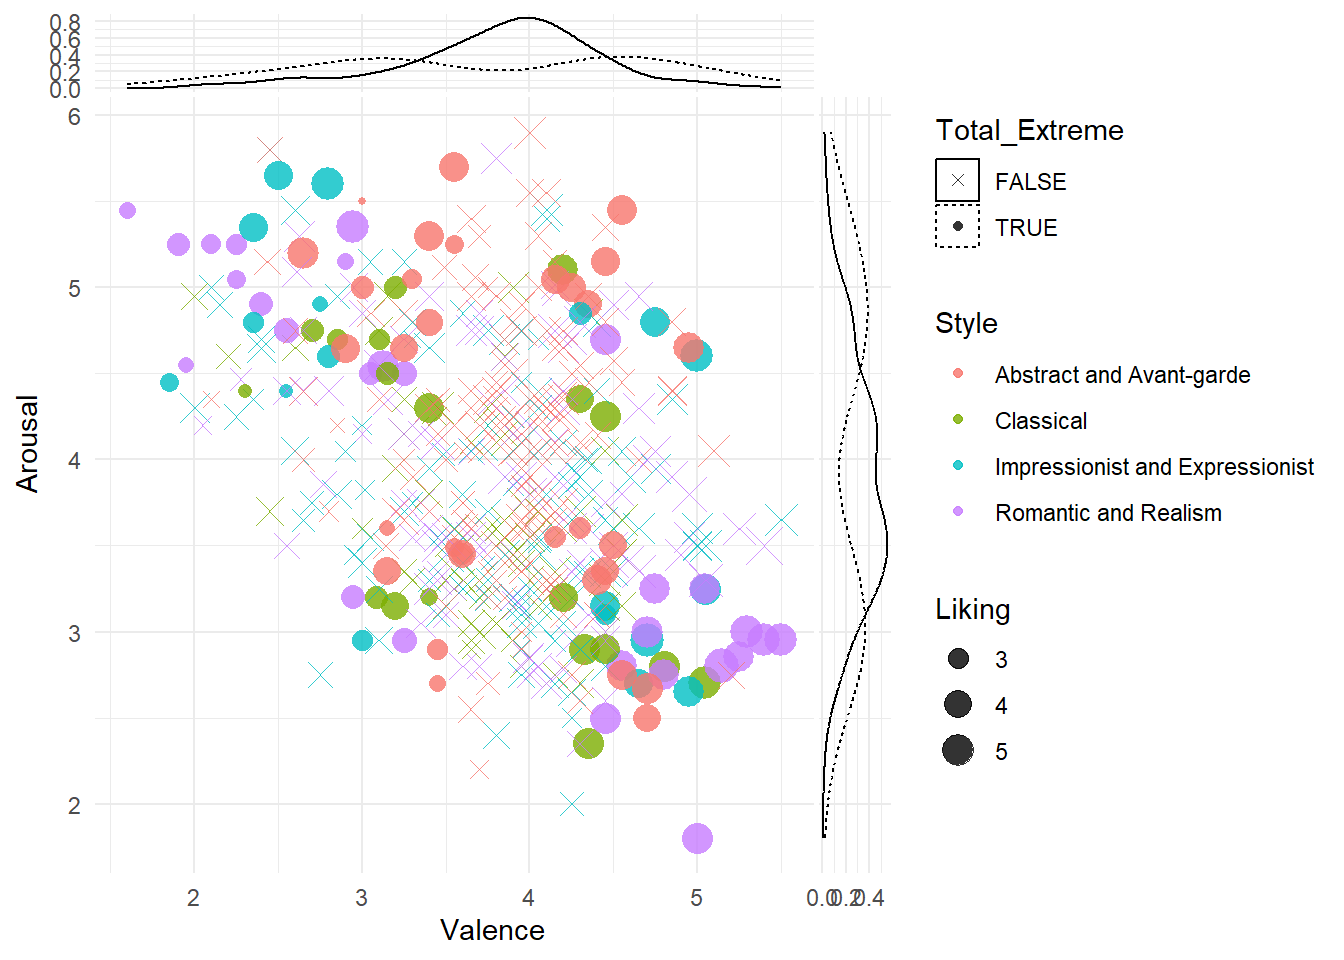 0.8
0.6
0.4
0.2
0.0
6
5
4
3
2
Arousal
2 3 4 5
0.0 0.2 0.4
Valence
Total_Extreme
FALSE
TRUE
Style
Abstract and Avant-garde
Classical
Impressionist and Expressionist
Romantic and Realism
Liking
3
4
5